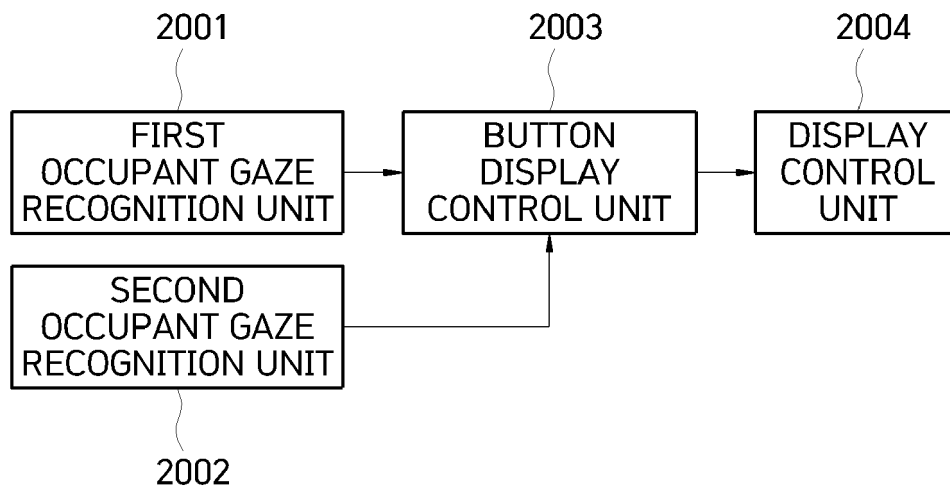 2001
2003
2004
FIRST
OCCUPANT GAZE
RECOGNITION UNIT
BUTTON
DISPLAY
CONTROL UNIT
DISPLAY
CONTROL
UNIT
SECOND
OCCUPANT GAZE
RECOGNITION UNIT
2002